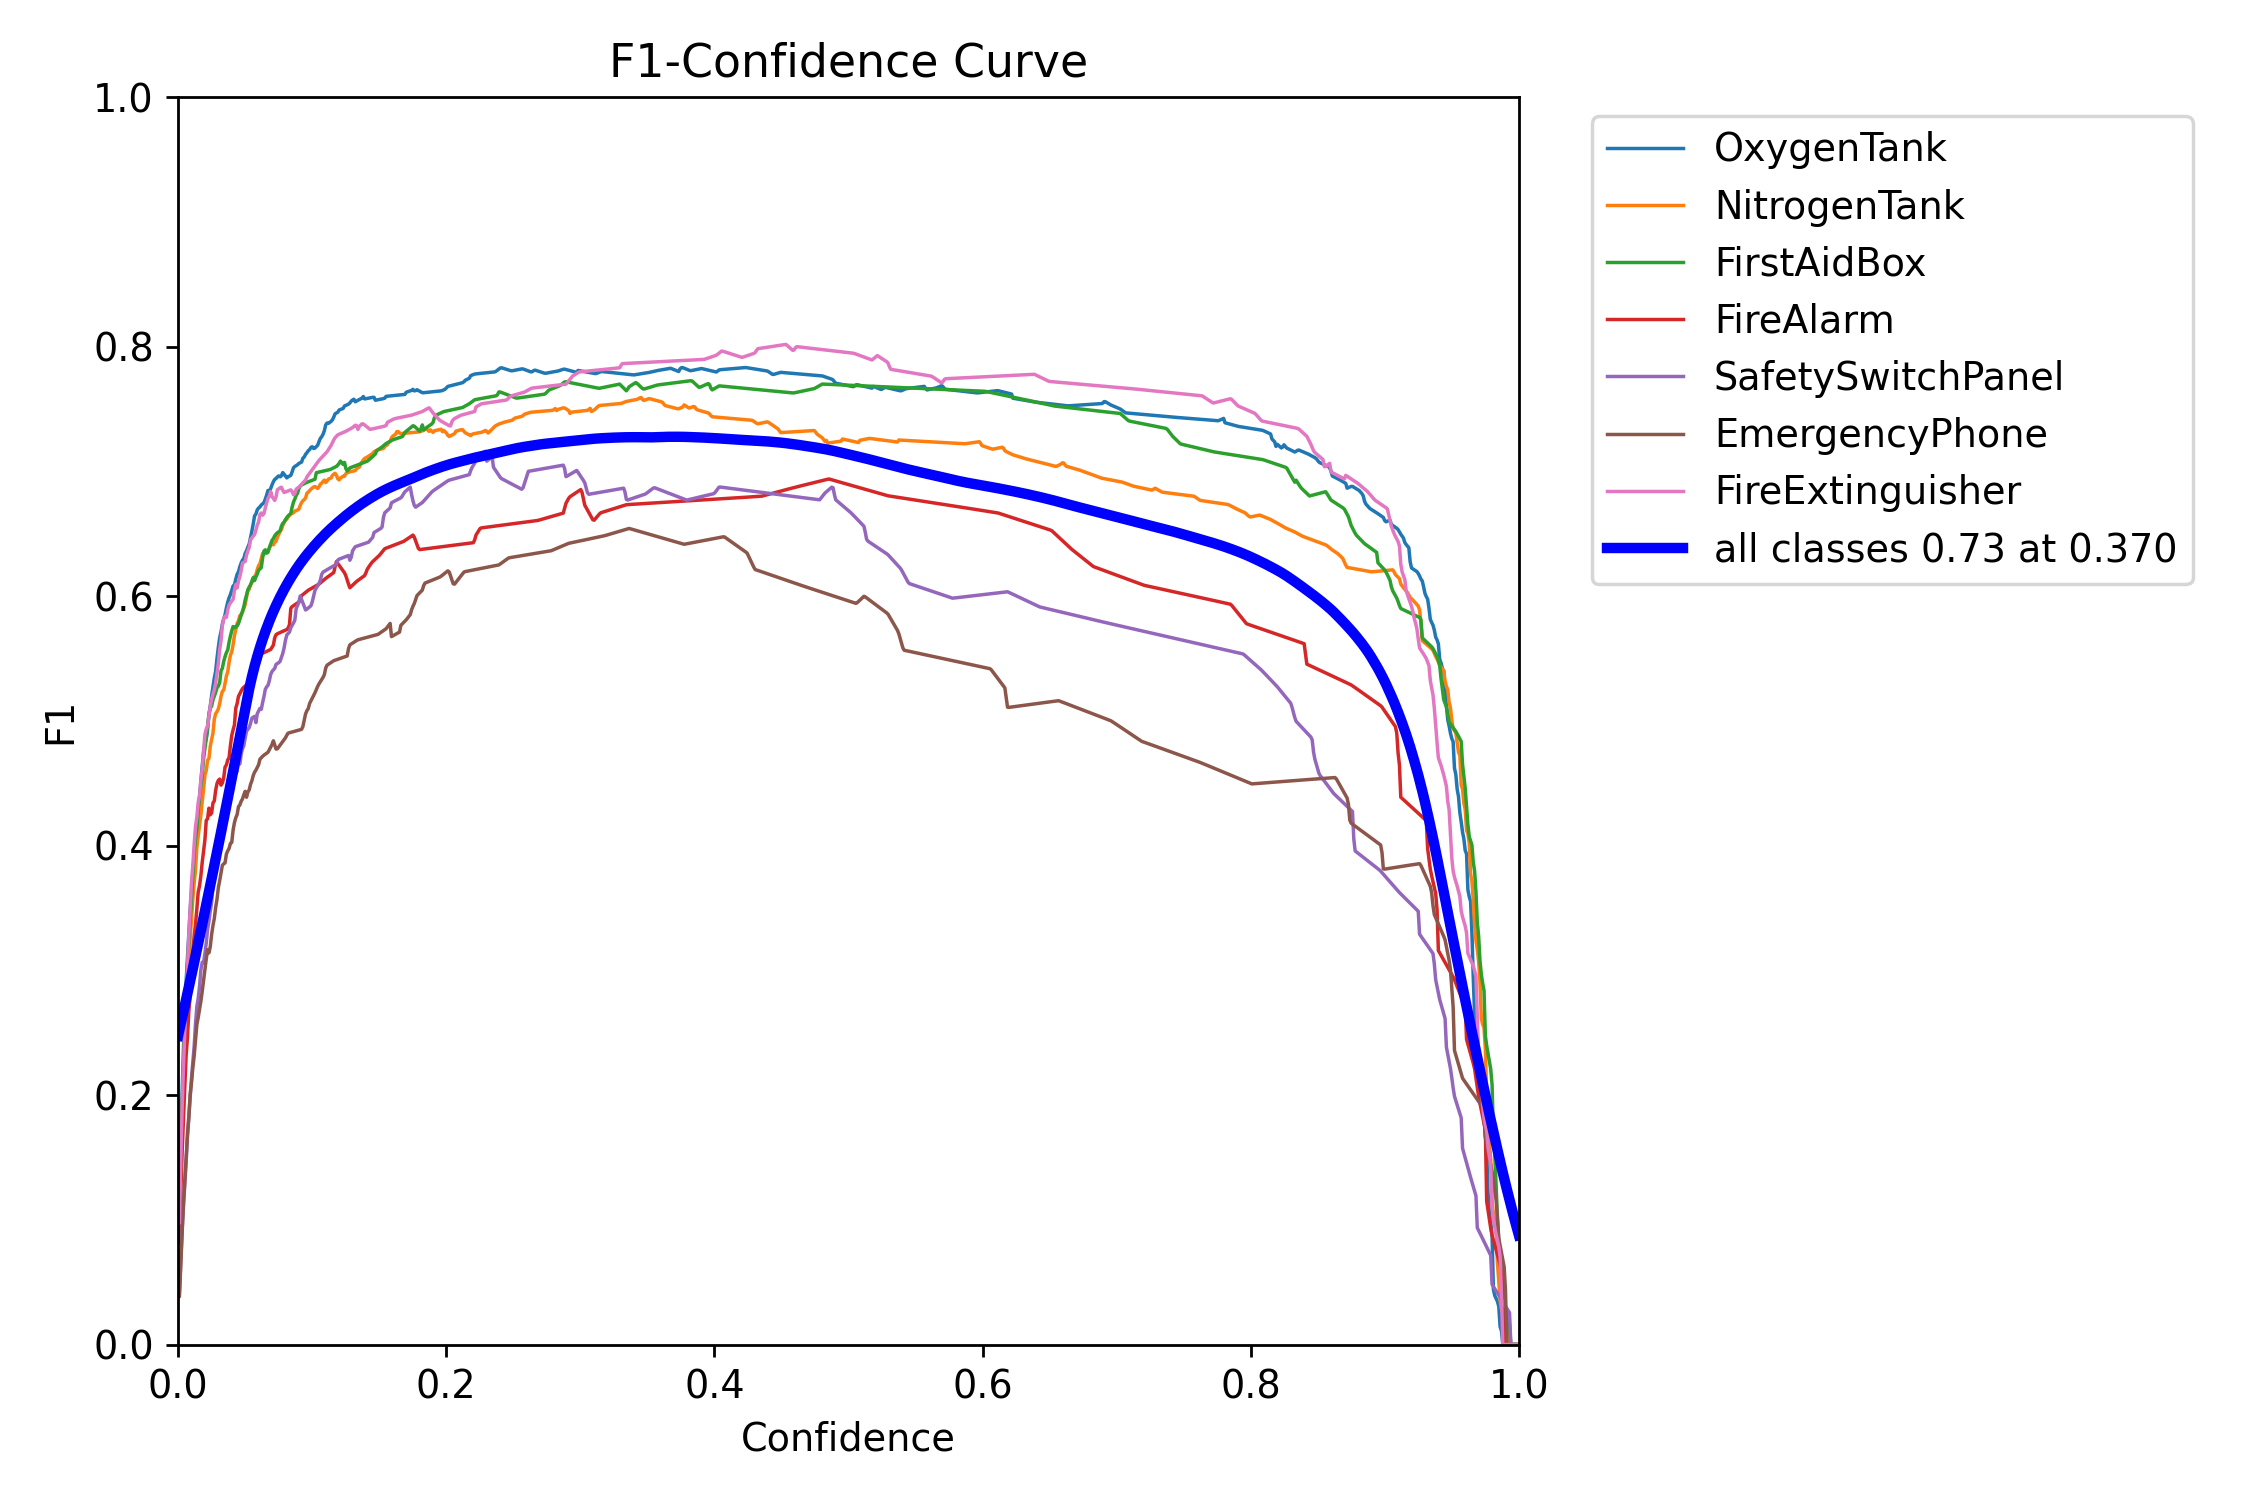 F1-Confidence Curve
1.0
0.8
0.6
0.4
0.2
0.0
F1
0.0 0.2 0.4 0.6 0.8 1.0
Confidence
OxygenTank
NitrogenTank
FirstAidBox
FireAlarm
SafetySwitchPanel
EmergencyPhone
FireExtinguisher
all classes 0.73 at 0.370